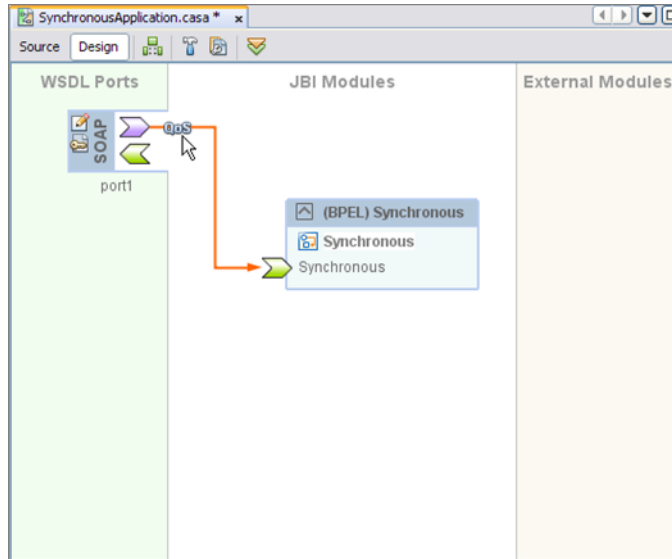 SynchronousApplication.casa * x
Source Design
WSDL Ports JBI Modules External Modules
SOAP
QoS
port1
(BPEL) Synchronous
Synchronous
Synchronous